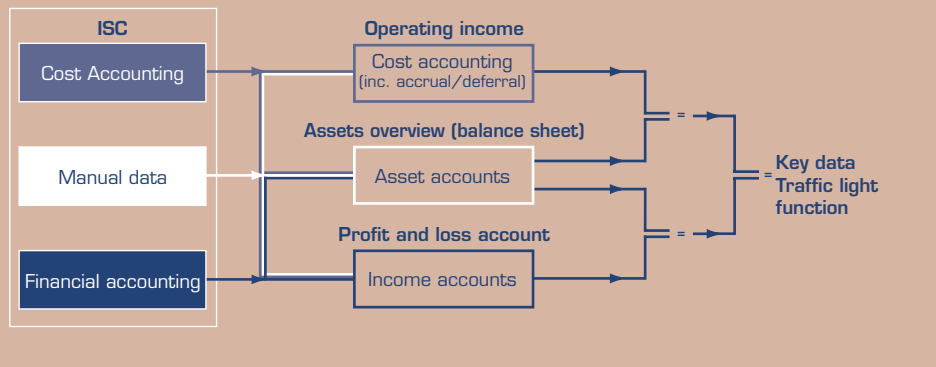 ISC
Cost Accounting
Manual data
Financial accounting
Operating income
Cost accounting
(inc. accrual/deferral)
Assets overview (balance sheet)
Asset accounts
Profit and loss account
Income accounts
=
=
=
Key data
Traffic light
function